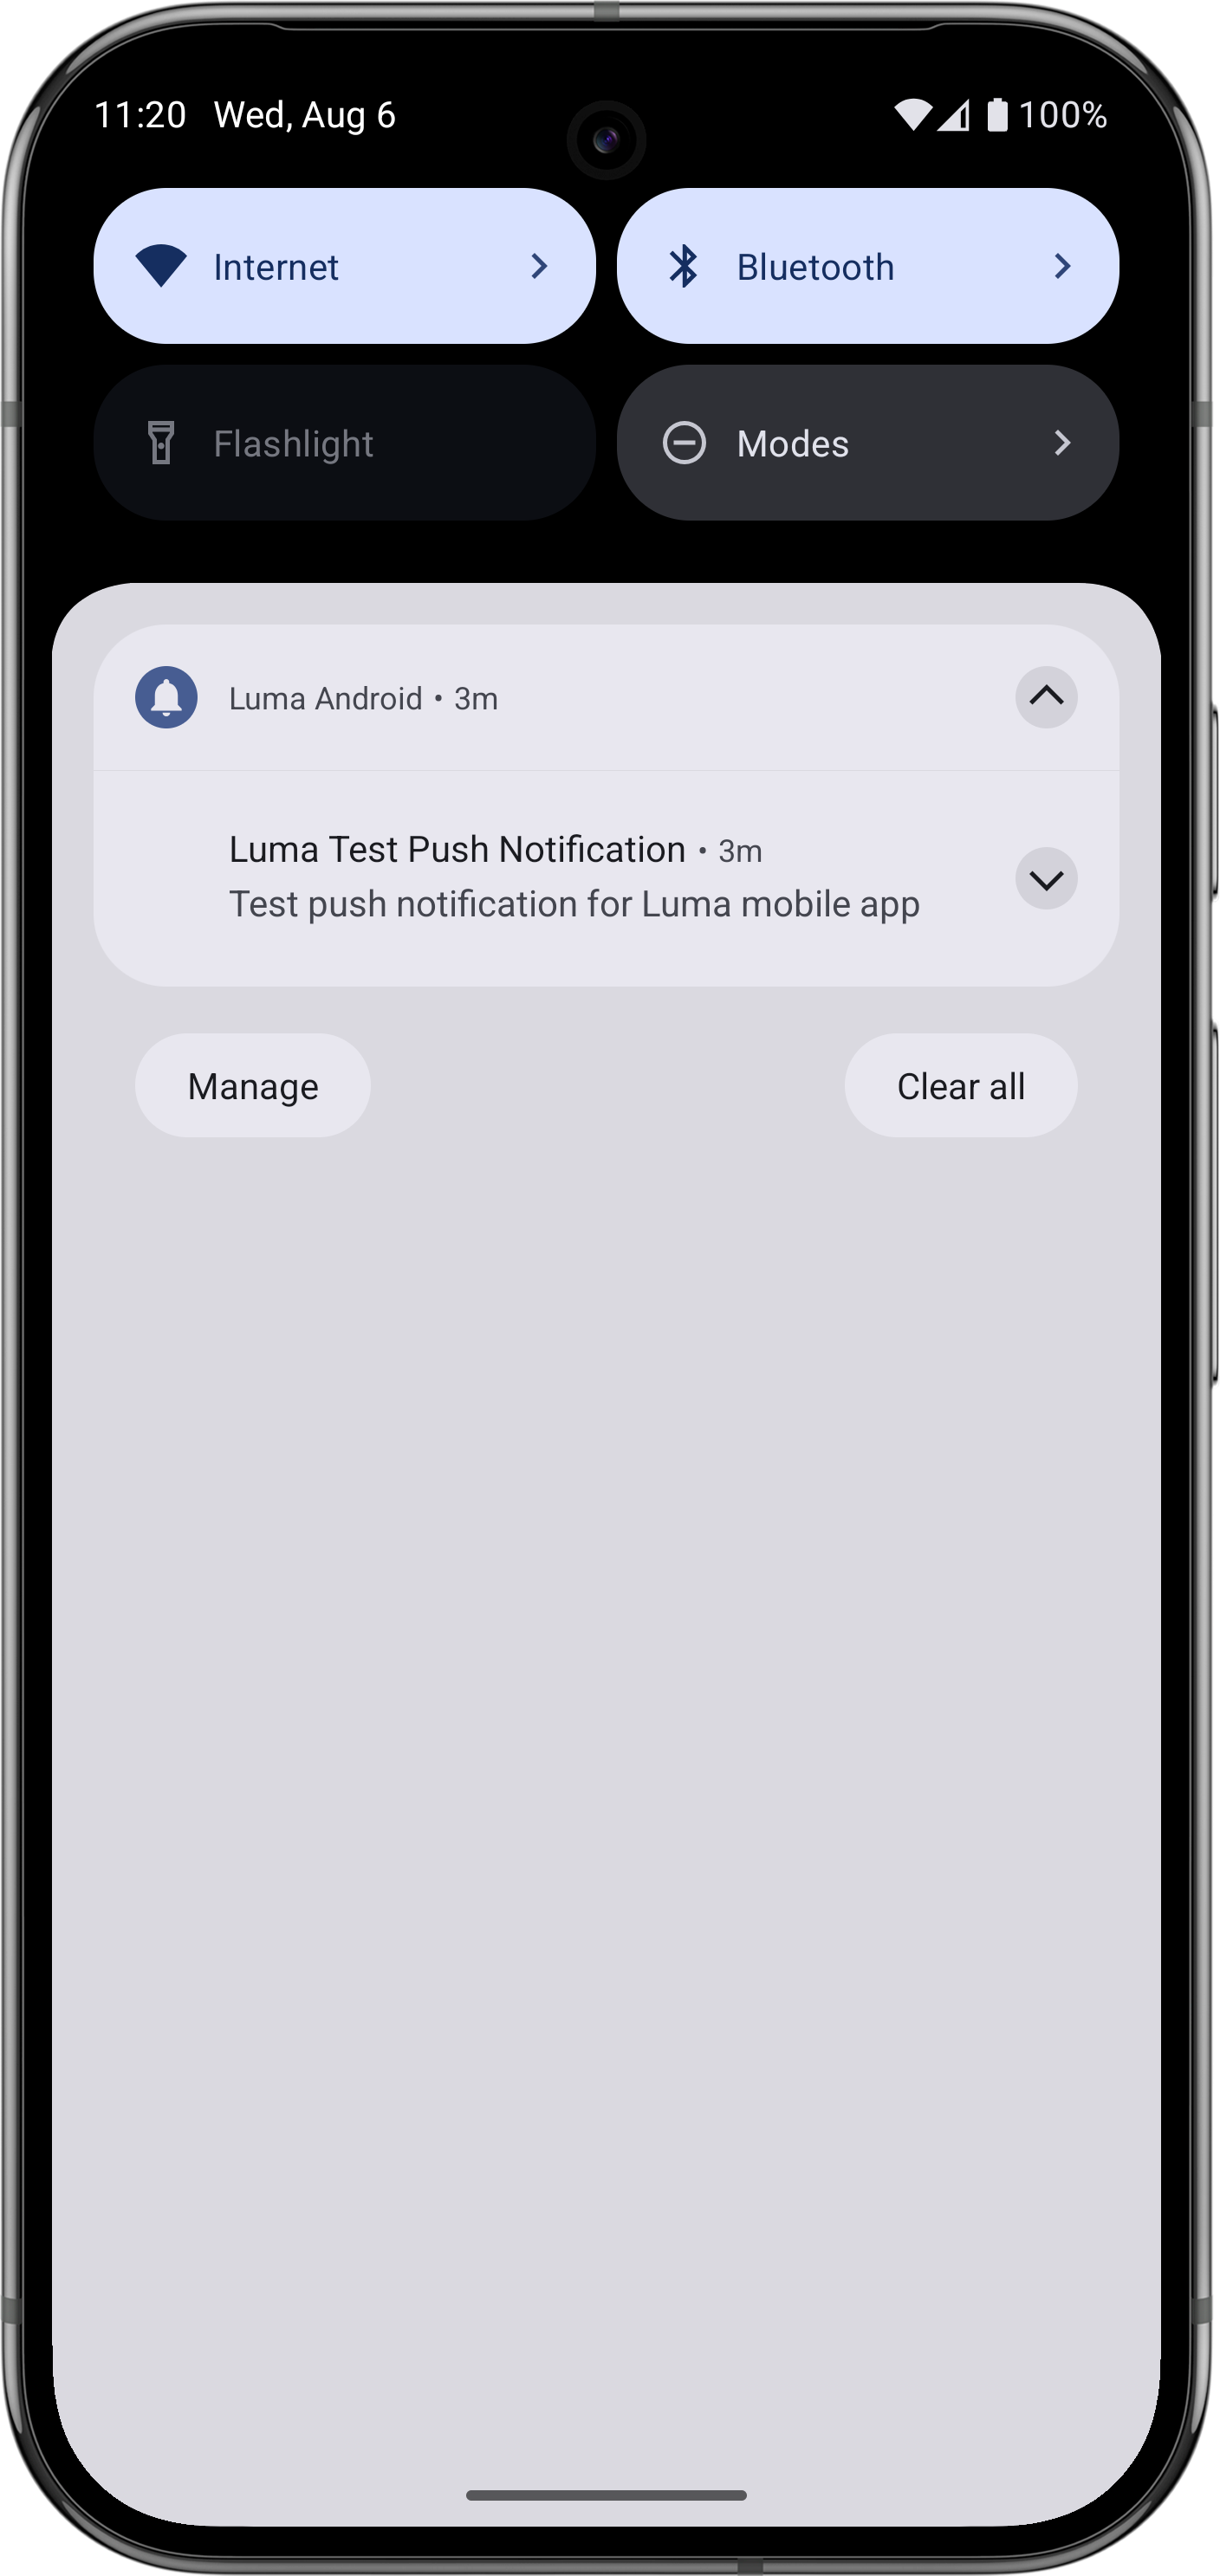 11:20 Wed, Aug 6 100%
Internet Bluetooth
Flashlight Modes
Luma Android • 3m
Luma Test Push Notification • 3m
Test push notification for Luma mobile app
Manage Clear all